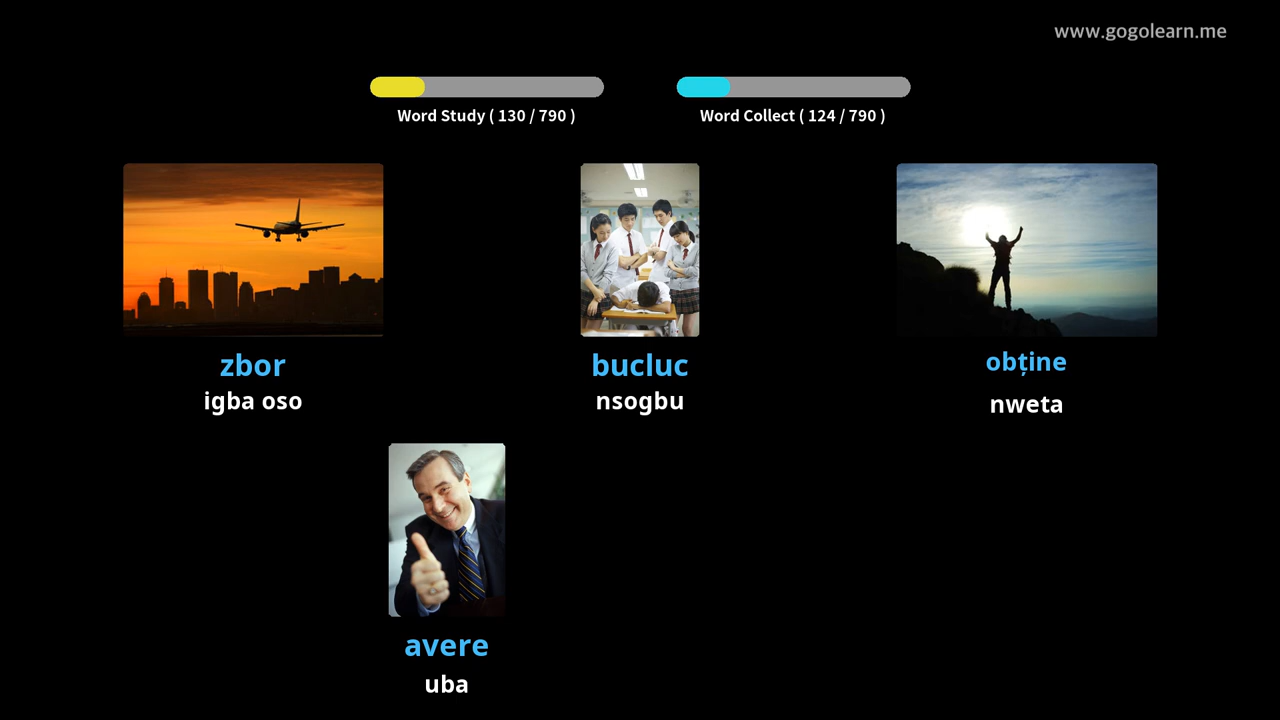 www.gogolearn.me
Word Study ( 130 / 790 )
Word Collect ( 124 / 790 )
zbor
igba oso
bucluc
nsogbu
obține
nweta
avere
uba